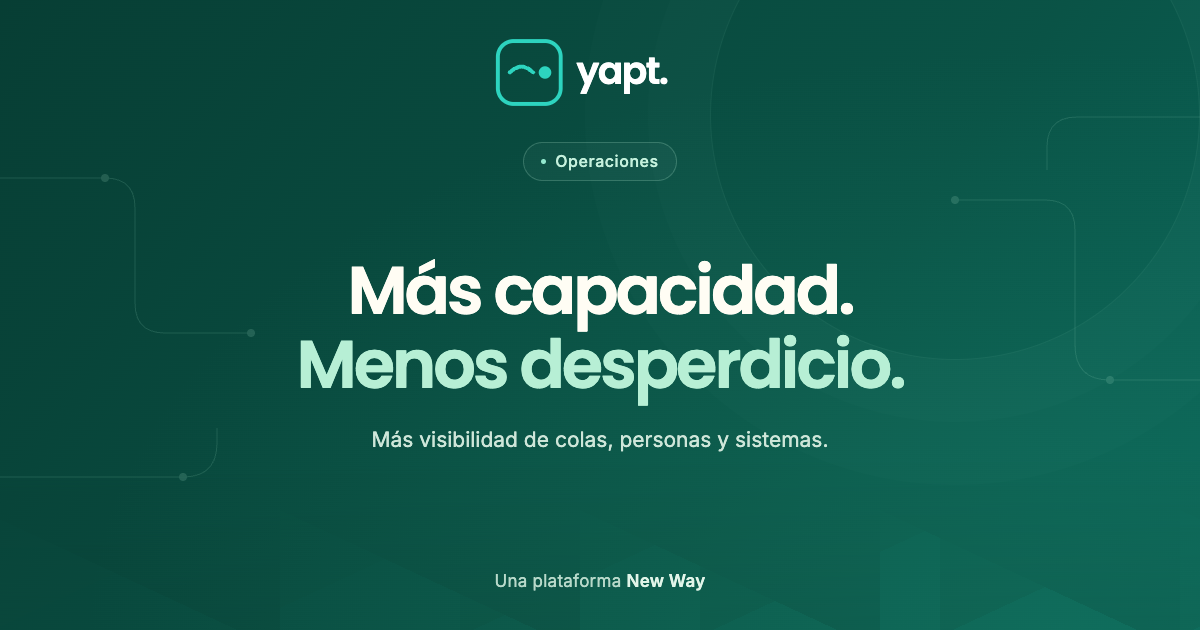 yapt.
• Operaciones
Más capacidad.
Menos desperdicio.
Más visibilidad de colas, personas y sistemas.
Una plataforma New Way